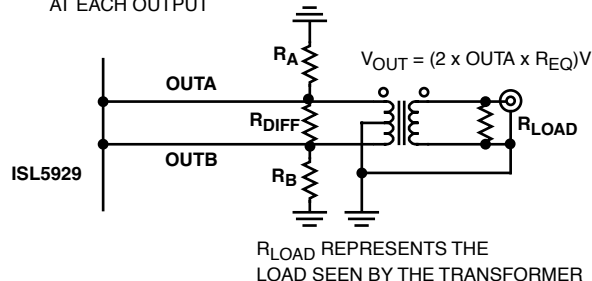 AT EACH OUTPUT
RA
VOUT = (2 x OUTA x REQ)V
OUTA
RDIFF
RLOAD
OUTB
ISL5929
RB
RLOAD REPRESENTS THE
LOAD SEEN BY THE TRANSFORMER